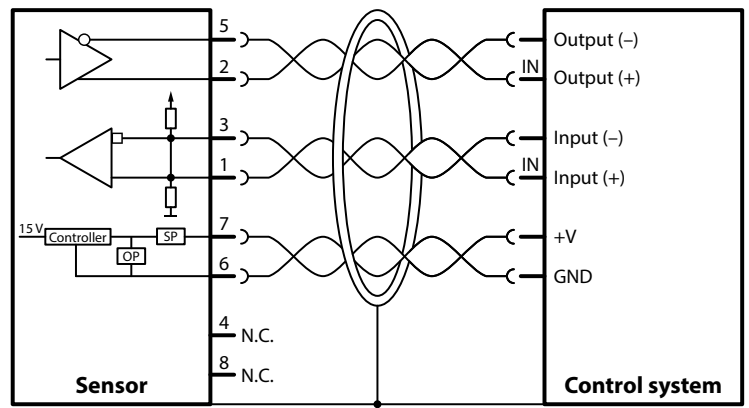 5
Output (–)
IN
2
Output (+)
3
Input (–)
IN
1
Input (+)
15 V
Controller
SP
7
+V
OP
6
GND
4
N.C.
8
N.C.
Sensor
Control system